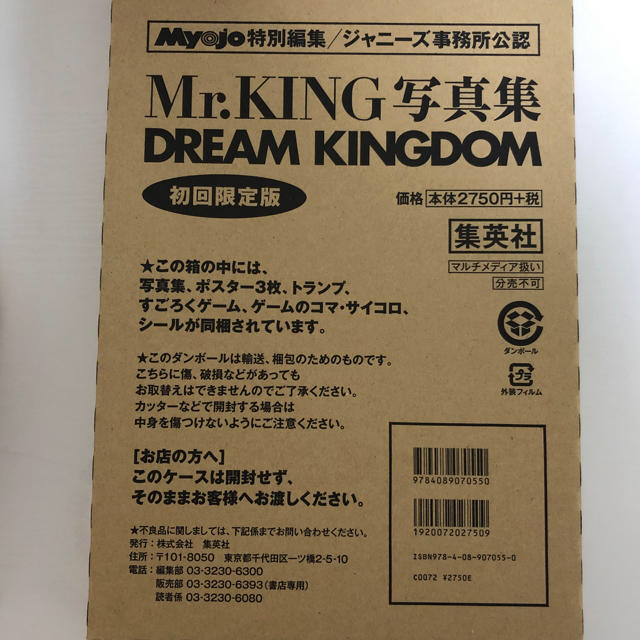 Myojo特別編集/ジャニーズ事務所公認
Mr.KING 写真集
DREAM KINGDOM
初回限定版
価格 本体2750円+税
集英社
マルチメディア扱い
分売不可
★この箱の中には、
写真集、ポスター3枚、トランプ、
すごろくゲーム、ゲームのコマ・サイコロ、
シールが同梱されています。
ダンボール
プラ
外装フィルム
★このダンボールは輸送、梱包のためのものです。
こちらに傷、破損などがあっても
お取替えはできませんのでご了承ください。
カッターなどで開封する場合は
中身を傷つけないようにご注意ください。
[お店の方へ]
このケースは開封せず、
そのままお客様へお渡しください。
★不良品に関しましては、下記係までお問い合わせください。
発行:株式会社 集英社
住所:〒101-8050 東京都千代田区一ツ橋2-5-10
電話:編集部 03-3230-6300
販売部 03-3230-6393(書店専用)
読者係 03-3230-6080
9784089070550
1920072027509
ISBN978-4-08-907055-0
C0072 ¥2750E